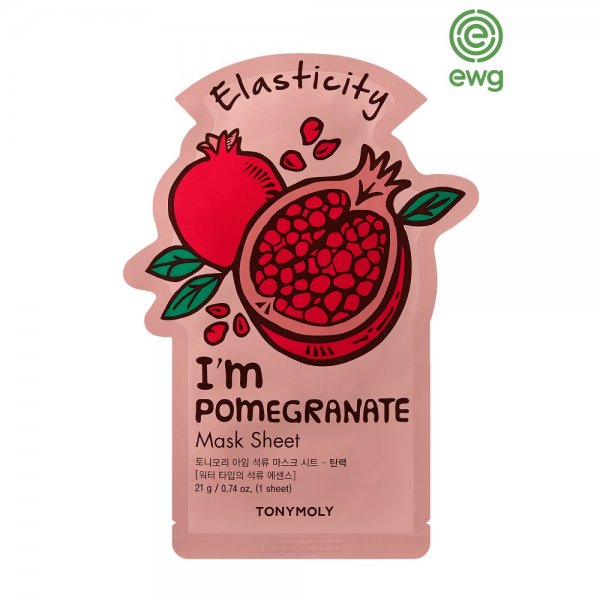 ewg
Elasticity
I'm
POMEGRANATE
Mask Sheet
토니모리 아임 석류 마스크 시트 - 탄력
[워터 타입의 석류 에센스]
21 g / 0.74 oz. (1 sheet)
TONYMOLY